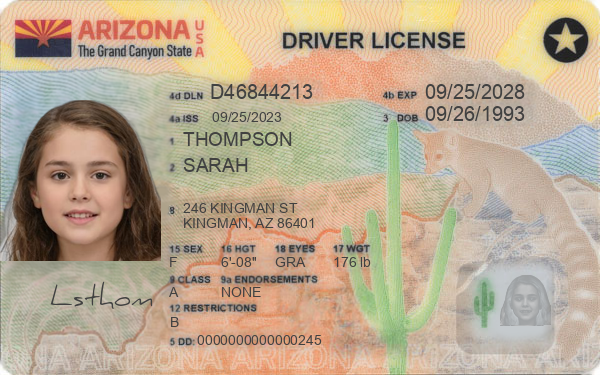 ARIZONA USA
The Grand Canyon State
DRIVER LICENSE
4d DLN D46844213 4b EXP 09/25/2028
4a ISS 09/25/2023 3 DOB 09/26/1993
1 THOMPSON
2 SARAH
8 246 KINGMAN ST
KINGMAN, AZ 86401
15 SEX 16 HGT 18 EYES 17 WGT
F 6'-08" GRA 176 lb
9 CLASS 9a ENDORSEMENTS
A NONE
12 RESTRICTIONS
B
5 DD: 0000000000000245
Lsthom
ARIZONA ARIZONA ARIZONA ARIZONA